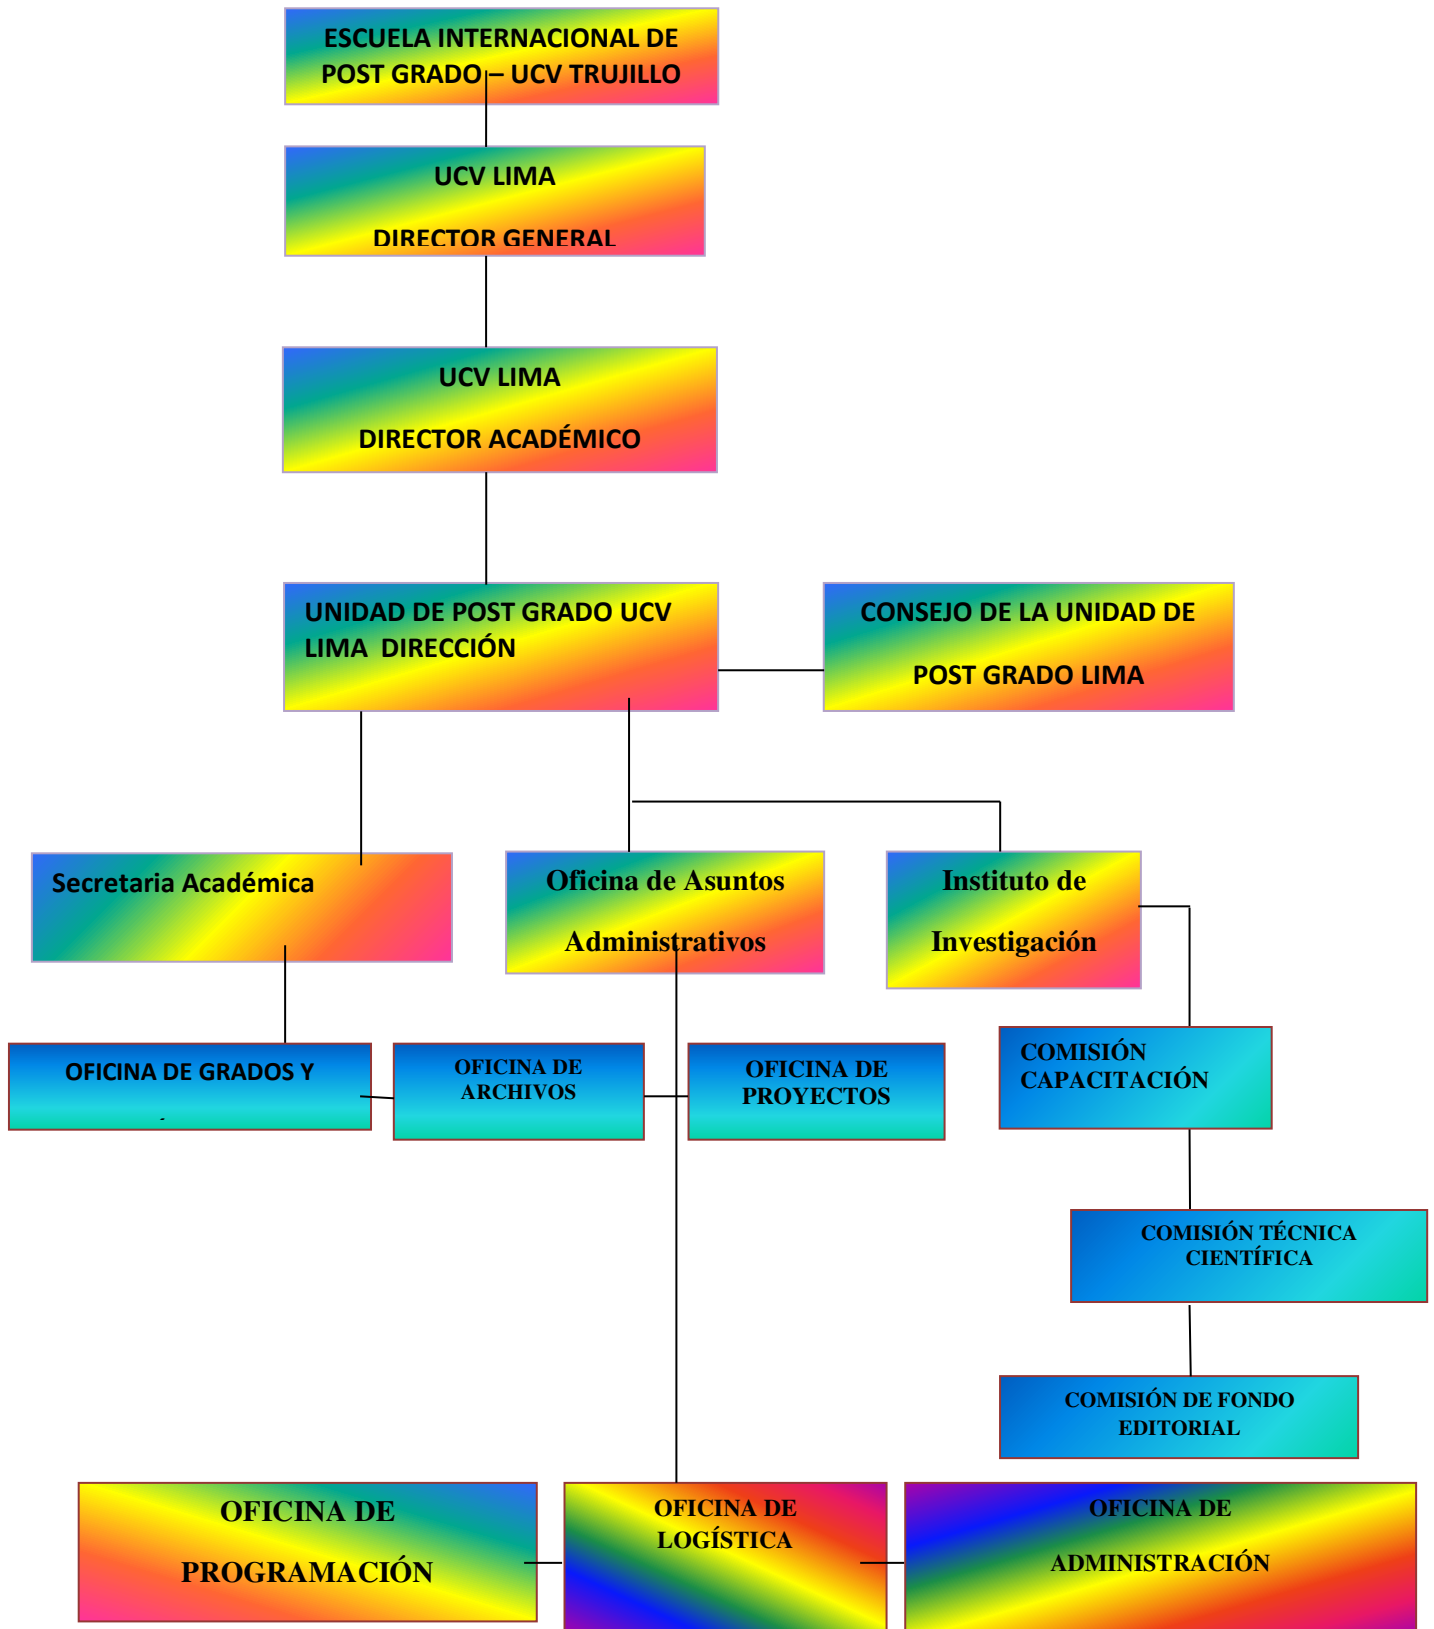 ESCUELA INTERNACIONAL DE
POST GRADO – UCV TRUJILLO
UCV LIMA
DIRECTOR GENERAL
UCV LIMA
DIRECTOR ACADÉMICO
UNIDAD DE POST GRADO UCV
LIMA DIRECCIÓN
CONSEJO DE LA UNIDAD DE
POST GRADO LIMA
Secretaria Académica
Oficina de Asuntos
Administrativos
Instituto de
Investigación
OFICINA DE GRADOS Y
OFICINA DE
ARCHIVOS
OFICINA DE
PROYECTOS
COMISIÓN
CAPACITACIÓN
COMISIÓN TÉCNICA
CIENTÍFICA
COMISIÓN DE FONDO
EDITORIAL
OFICINA DE
PROGRAMACIÓN
OFICINA DE
LOGÍSTICA
OFICINA DE
ADMINISTRACIÓN